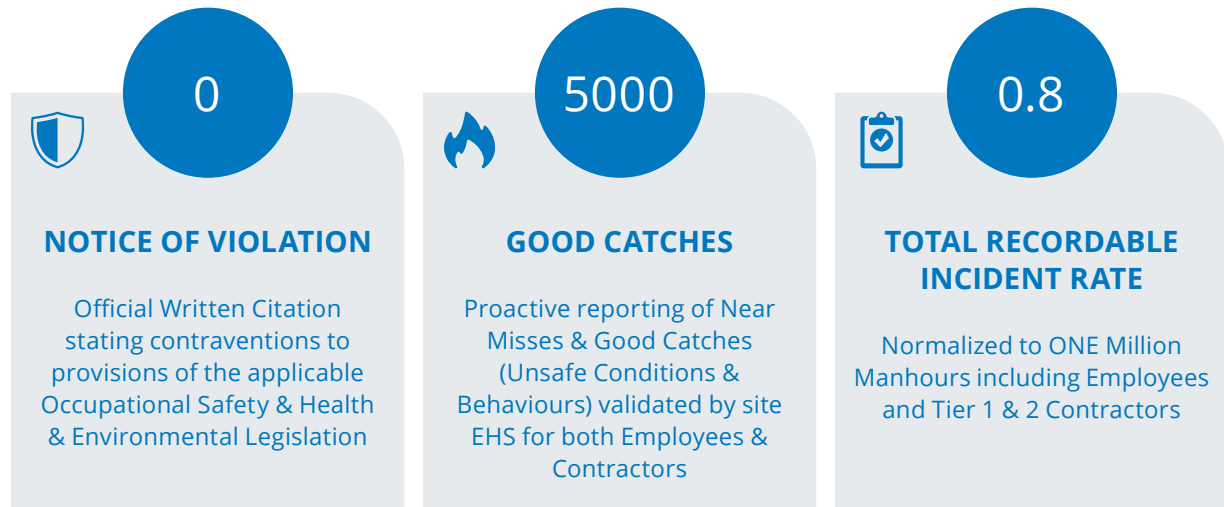 0
NOTICE OF VIOLATION
Official Written Citation
stating contraventions to
provisions of the applicable
Occupational Safety & Health
& Environmental Legislation
5000
GOOD CATCHES
Proactive reporting of Near
Misses & Good Catches
(Unsafe Conditions &
Behaviours) validated by site
EHS for both Employees &
Contractors
0.8
TOTAL RECORDABLE
INCIDENT RATE
Normalized to ONE Million
Manhours including Employees
and Tier 1 & 2 Contractors